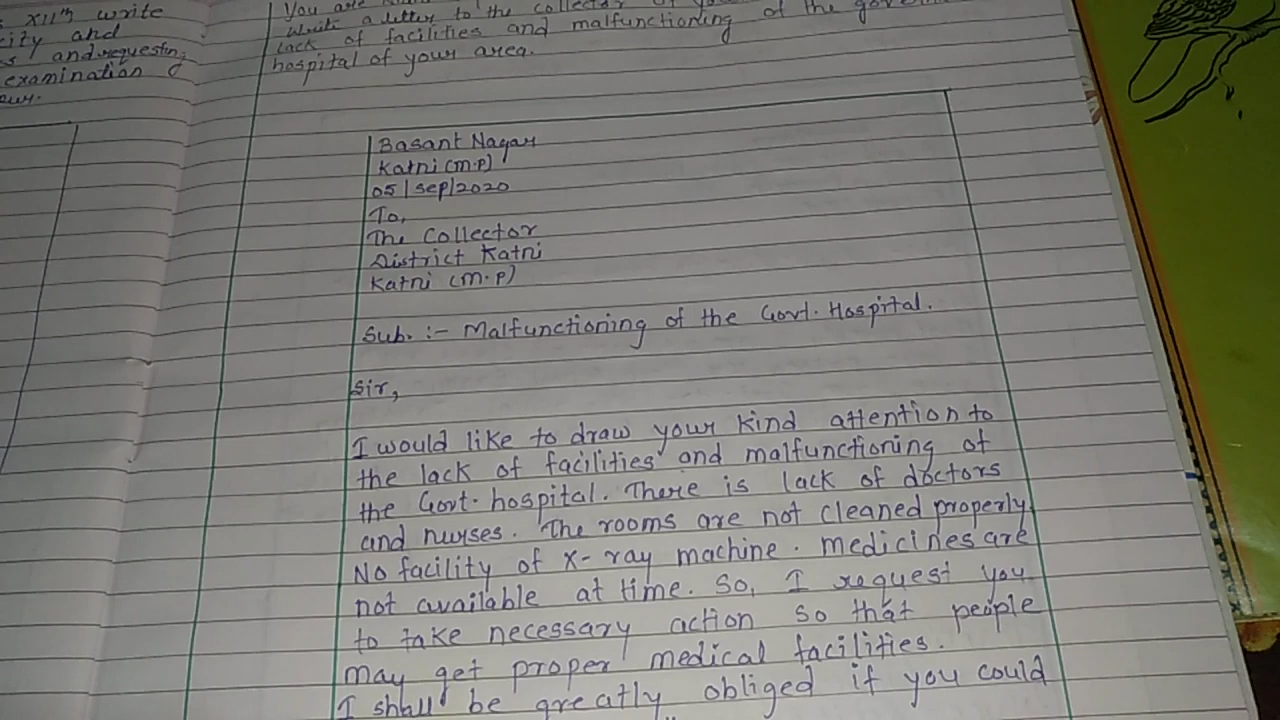 XIIth write
city and
and requesting
examination
You are
write a letter to the collector of
lack of facilities and malfunctioning of the
hospital of your area.
Basant Nagar
Katni (M.P)
05/Sep/2020
To,
The Collector
District Katni
Katni (M.P)
Sub. :- Malfunctioning of the Govt. Hospital.
Sir,
I would like to draw your kind attention to
the lack of facilities and malfunctioning of
the Govt. hospital. There is lack of doctors
and nurses. The rooms are not cleaned properly
No facility of X-ray machine. Medicines are
not available at time. So, I request you
to take necessary action so that people
may get proper medical facilities.
I shall be greatly obliged if you could